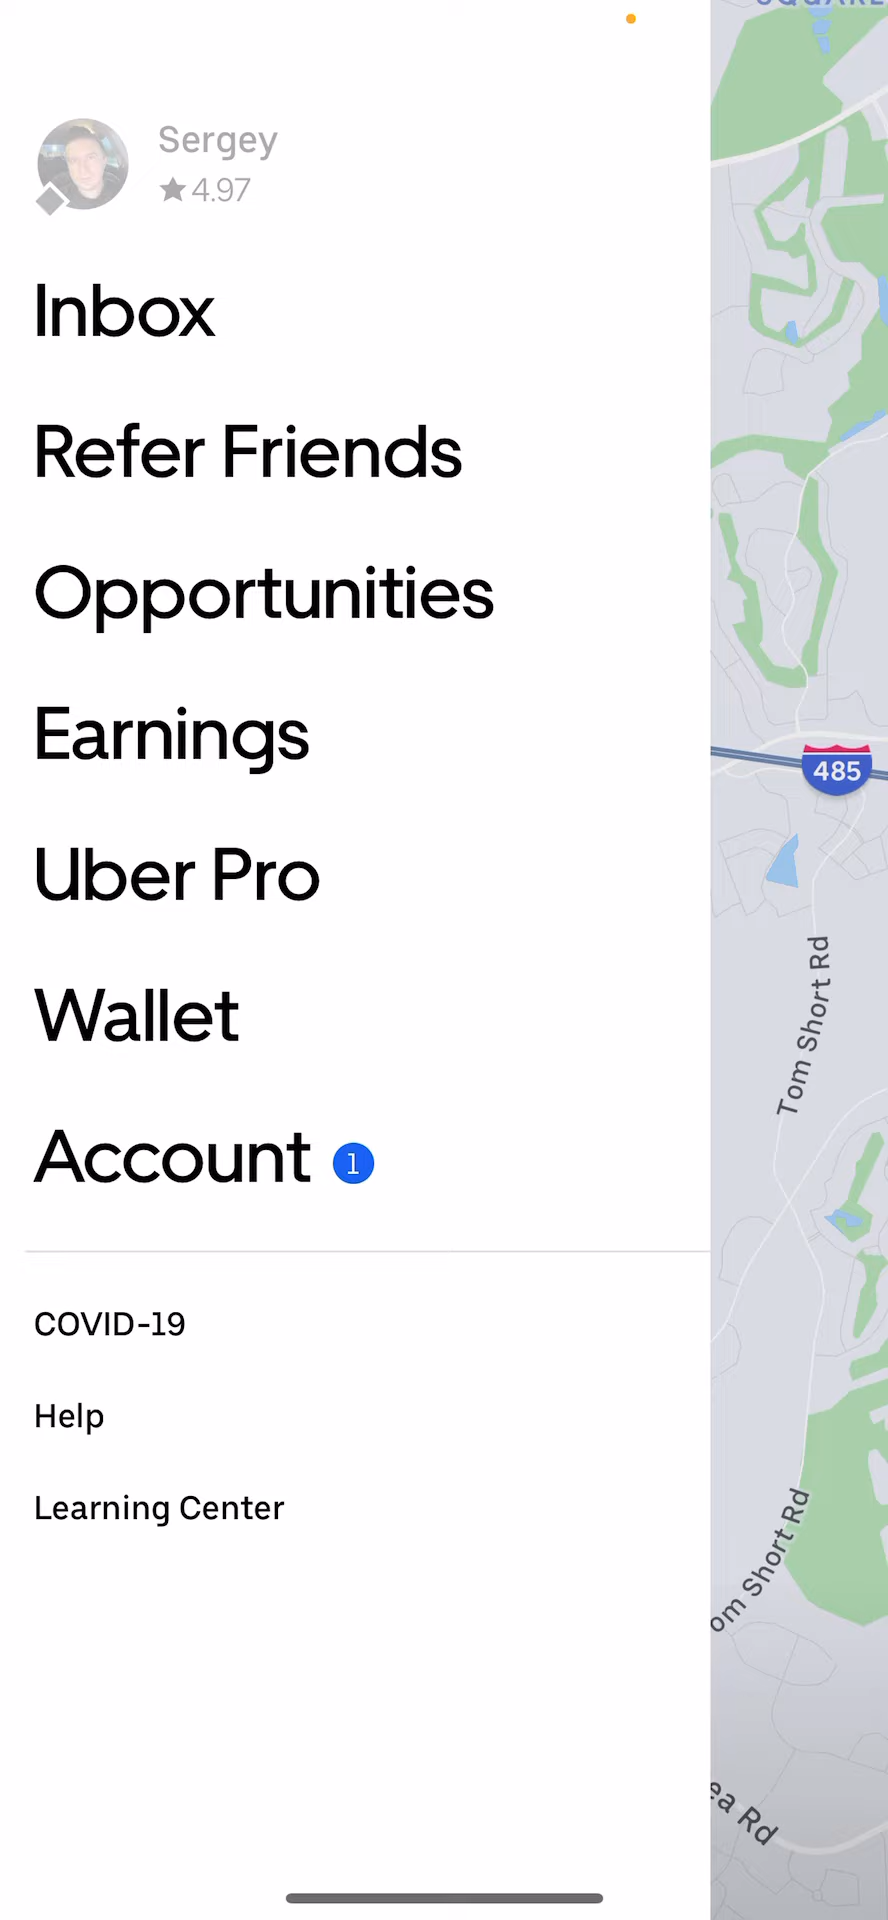 SQUARE
Sergey
★4.97
Inbox
Refer Friends
Opportunities
Earnings
Uber Pro
485
Wallet
Tom Short Rd
Account 1
COVID-19
Help
Learning Center
om Short Rd
ea Rd